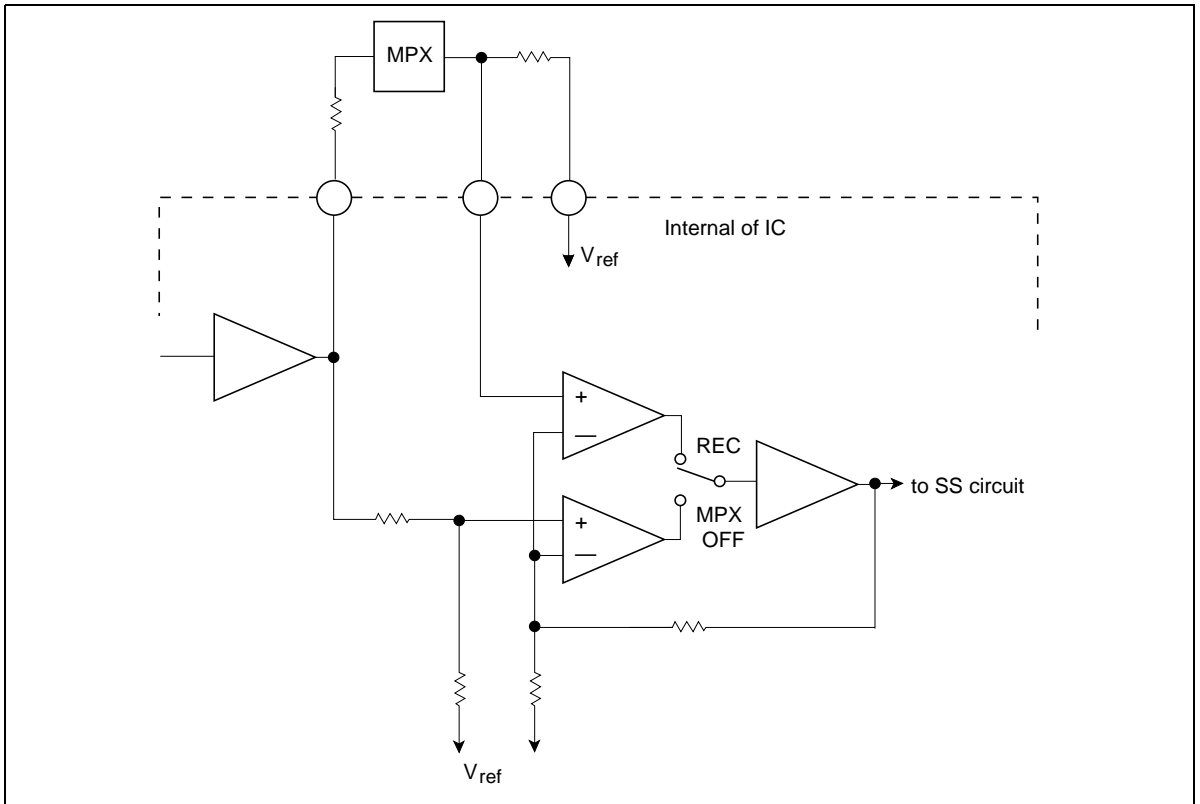 MPX
Internal of IC
Vref
+
—
REC
to SS circuit
MPX
OFF
+
—
Vref